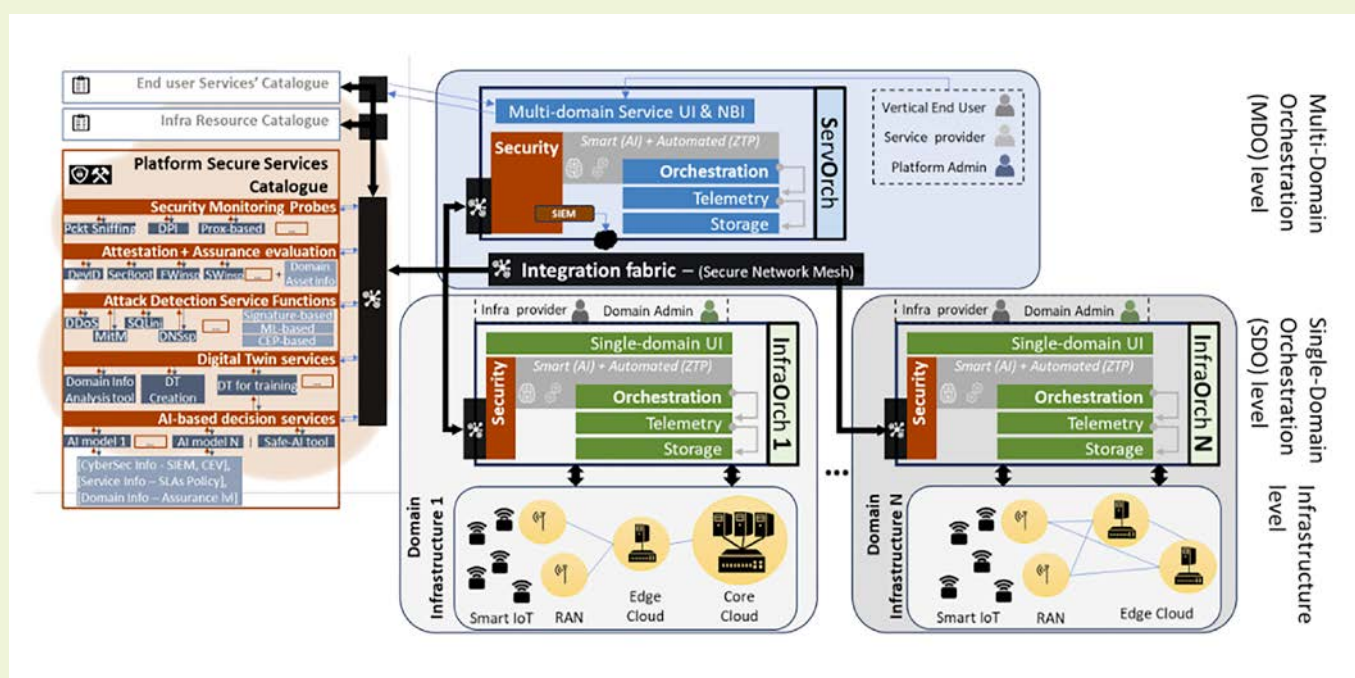 End user Services' Catalogue
Infra Resource Catalogue
Platform Secure Services
Catalogue
Security Monitoring Probes
Pckt Sniffing DPI Prox-based ...
Attestation + Assurance evaluation
DevID SecBoot FWinsp SWinsp ... + Domain
Asset Info
Attack Detection Service Functions
DDoS SQLinj Signature-based
MitM DNSsp ... ML-based
CEP-based
Digital Twin services
Domain Info
Analysis tool
DT
Creation
DT for training ...
AI-based decision services
AI model 1 ... AI model N | Safe-AI tool
[CyberSec Info - SIEM, CEV],
[Service Info – SLAs Policy],
[Domain Info – Assurance lvl]
Multi-domain Service UI & NBI
Security
Smart (AI) + Automated (ZTP)
Orchestration
Telemetry
Storage
SIEM
ServOrch
Vertical End User
Service provider
Platform Admin
Multi-Domain
Orchestration
(MDO) level
Integration fabric – (Secure Network Mesh)
Infra provider Domain Admin
Single-domain UI
Security
Smart (AI) + Automated (ZTP)
Orchestration
Telemetry
Storage
InfraOrch 1
...
Infra provider Domain Admin
Single-domain UI
Security
Smart (AI) + Automated (ZTP)
Orchestration
Telemetry
Storage
InfraOrch N
Single-Domain
Orchestration
(SDO) level
Domain
Infrastructure 1
Smart IoT
RAN
Edge
Cloud
Core
Cloud
Domain
Infrastructure N
Smart IoT
RAN
Edge Cloud
Infrastructure
level